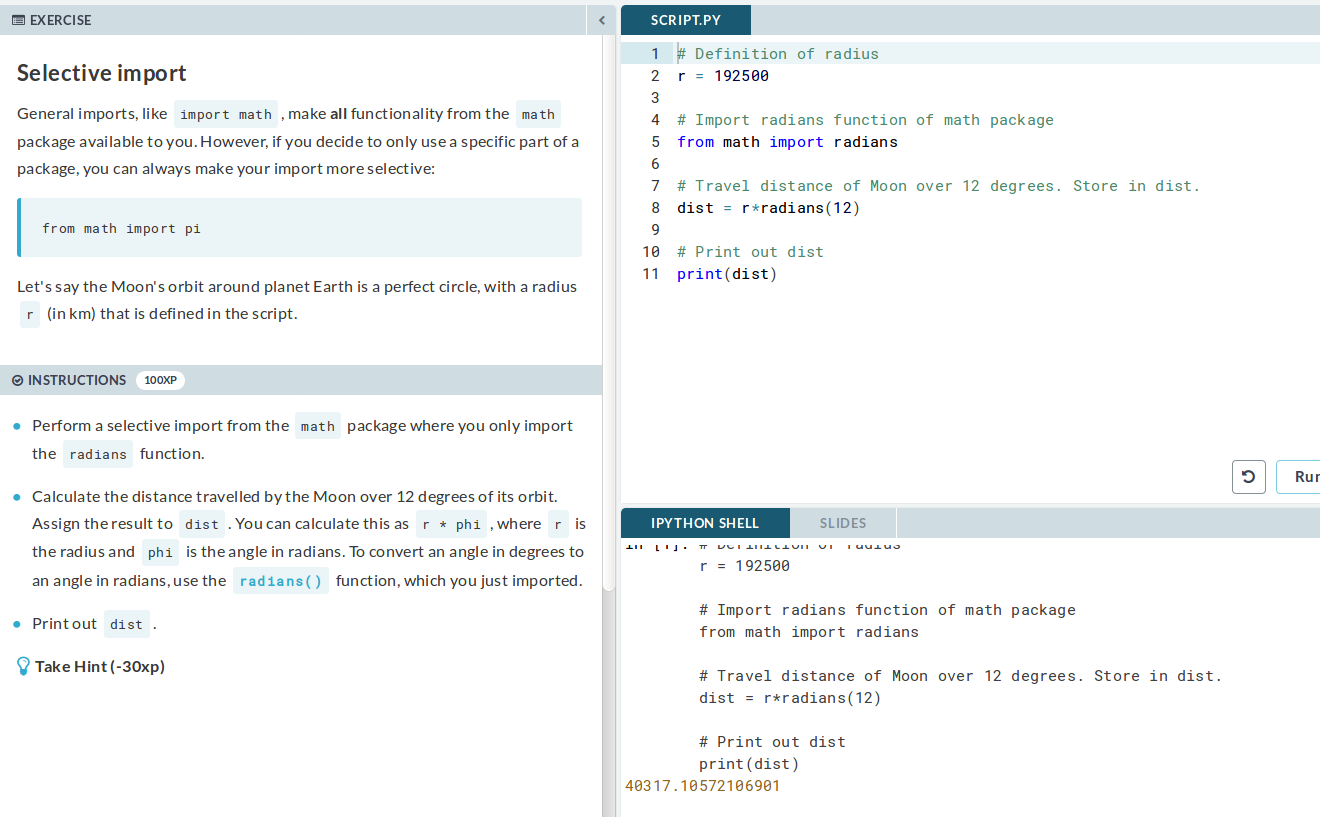 EXERCISE
Selective import
General imports, like import math , make all functionality from the math
package available to you. However, if you decide to only use a specific part of a
package, you can always make your import more selective:
from math import pi
Let's say the Moon's orbit around planet Earth is a perfect circle, with a radius
r (in km) that is defined in the script.
INSTRUCTIONS 100XP
Perform a selective import from the math package where you only import
the radians function.
Calculate the distance travelled by the Moon over 12 degrees of its orbit.
Assign the result to dist . You can calculate this as r * phi , where r is
the radius and phi is the angle in radians. To convert an angle in degrees to
an angle in radians, use the radians() function, which you just imported.
Print out dist .
Take Hint (-30xp)
SCRIPT.PY
1 # Definition of radius
2 r = 192500
3
4 # Import radians function of math package
5 from math import radians
6
7 # Travel distance of Moon over 12 degrees. Store in dist.
8 dist = r*radians(12)
9
10 # Print out dist
11 print(dist)
Run
IPYTHON SHELL SLIDES
In [1]: # Definition of radius
r = 192500
# Import radians function of math package
from math import radians
# Travel distance of Moon over 12 degrees. Store in dist.
dist = r*radians(12)
# Print out dist
print(dist)
40317.10572106901